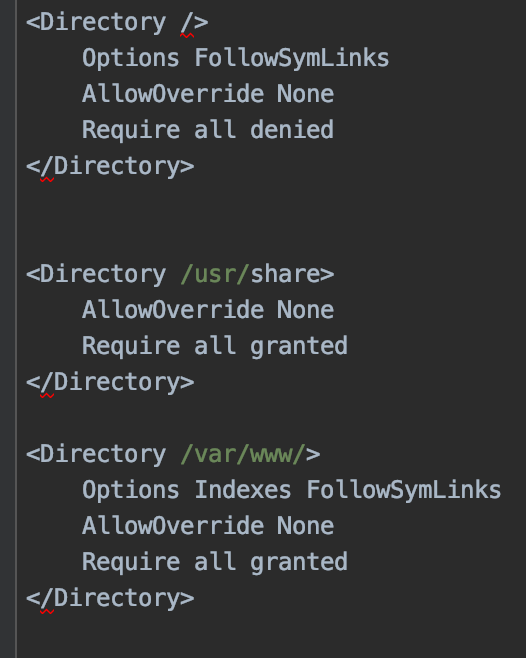 <Directory />
    Options FollowSymLinks
    AllowOverride None
    Require all denied
</Directory>
<Directory /usr/share>
    AllowOverride None
    Require all granted
</Directory>
<Directory /var/www/>
    Options Indexes FollowSymLinks
    AllowOverride None
    Require all granted
</Directory>